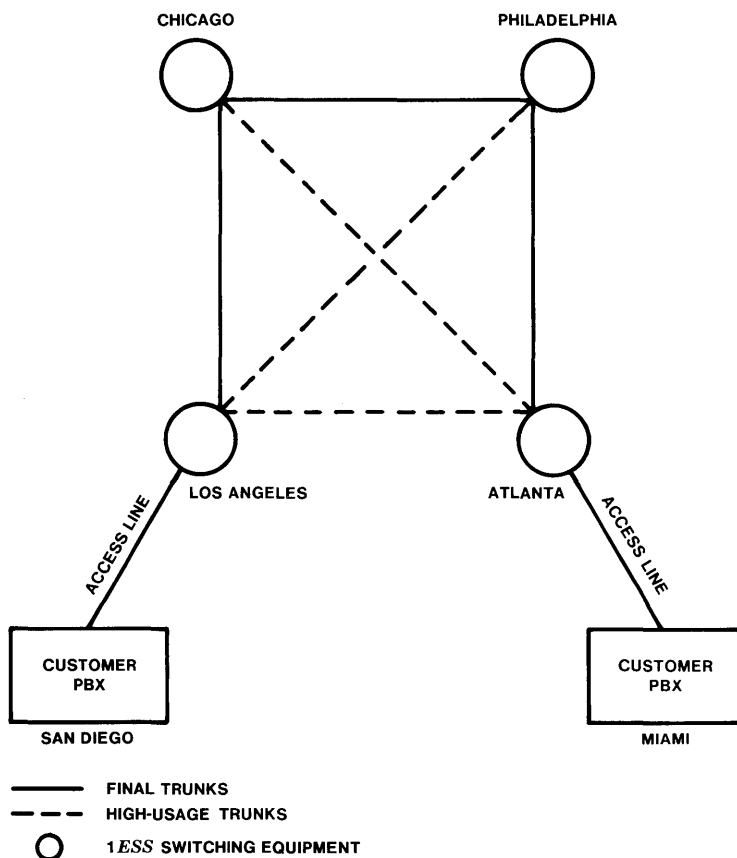 CHICAGO
PHILADELPHIA
LOS ANGELES
ATLANTA
ACCESS LINE
ACCESS LINE
CUSTOMER
PBX
CUSTOMER
PBX
SAN DIEGO
MIAMI
FINAL TRUNKS
HIGH-USAGE TRUNKS
1ESS SWITCHING EQUIPMENT